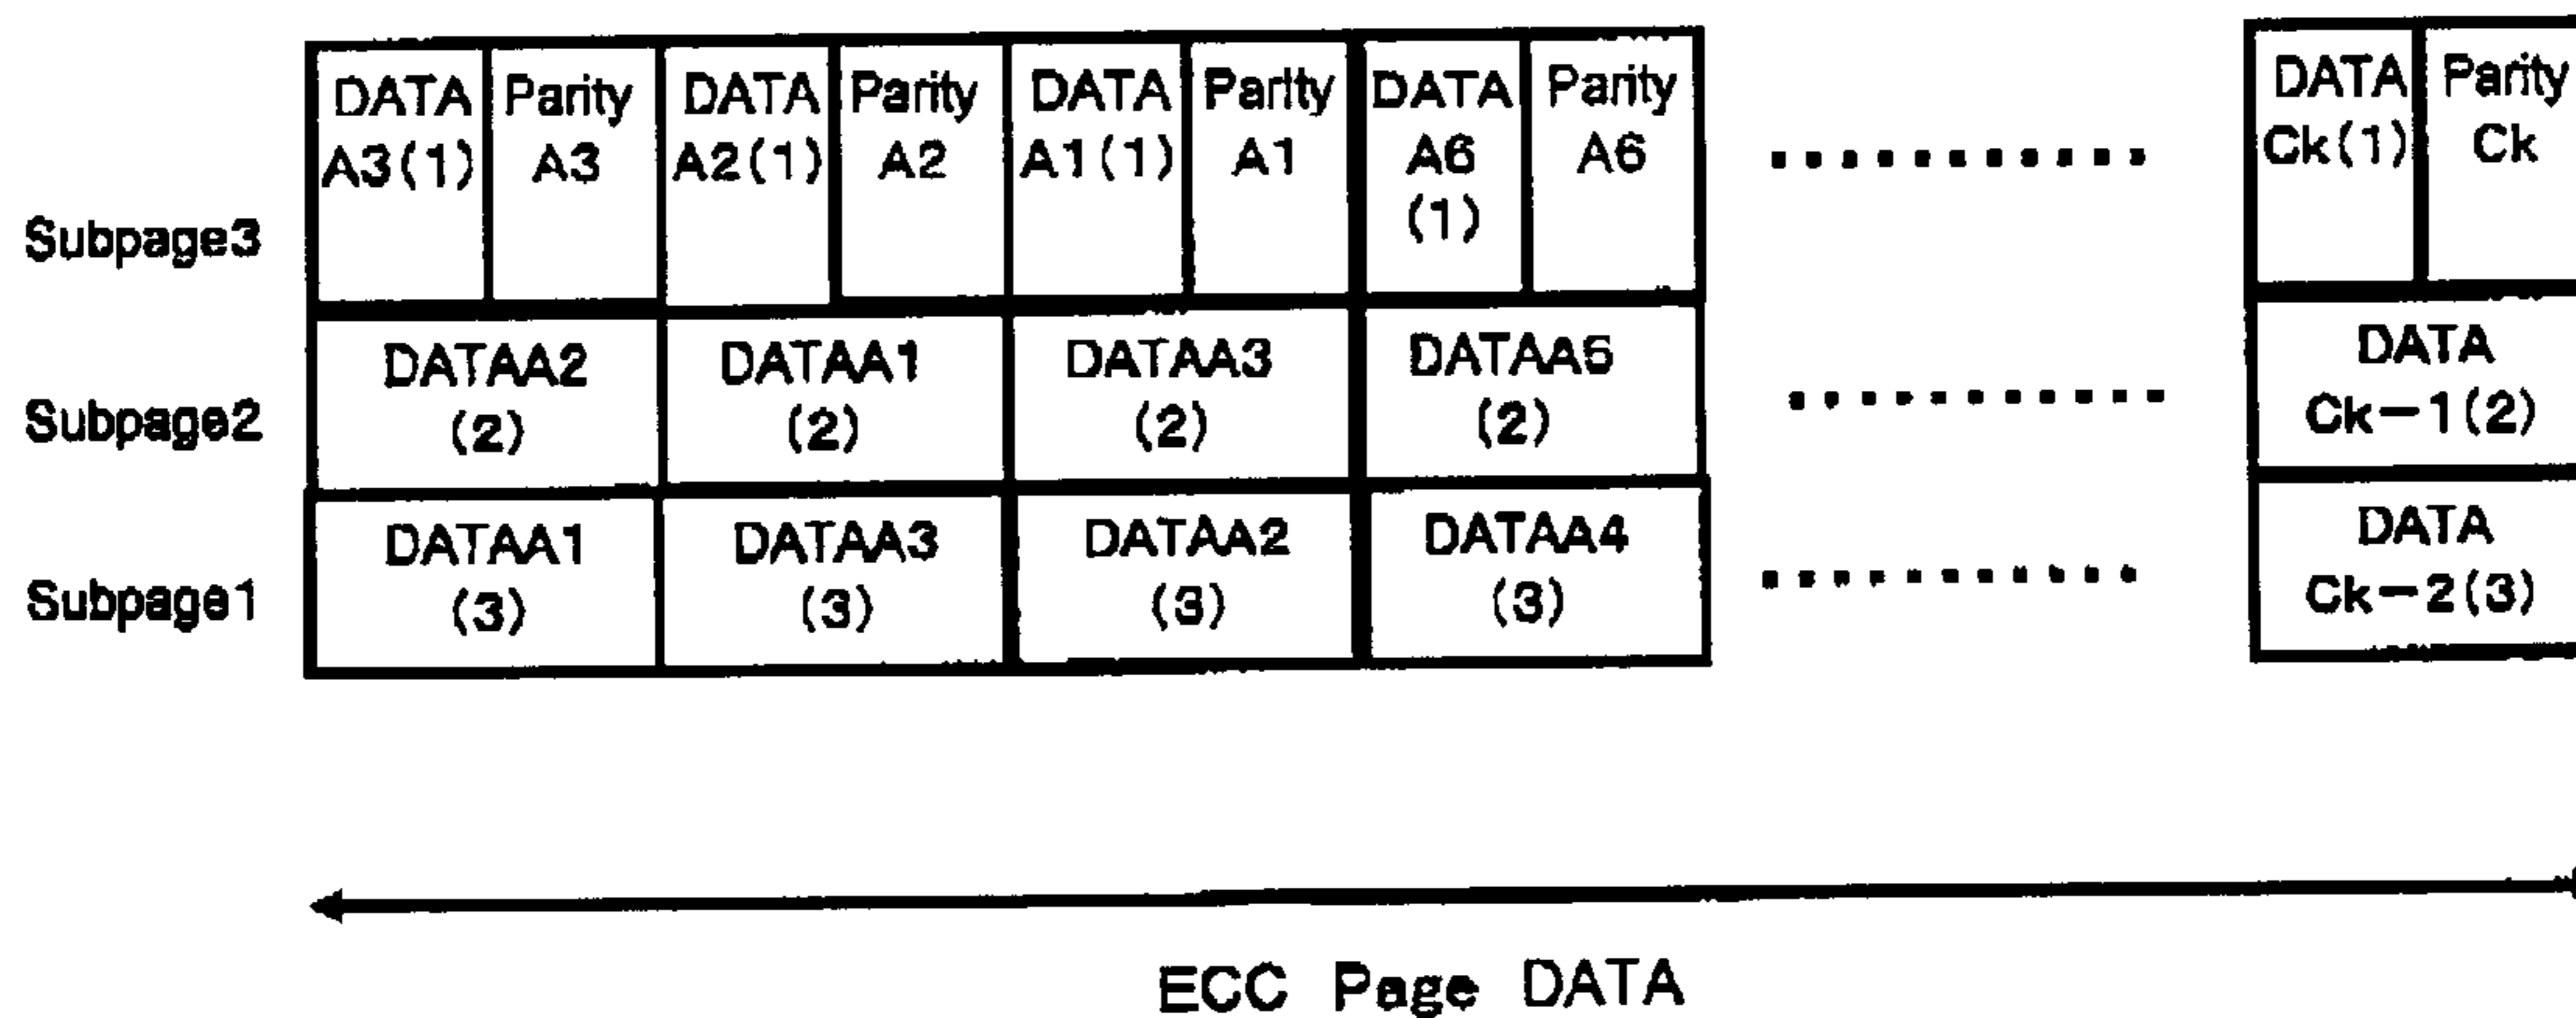 DATA Parity DATA Parity DATA Parity DATA Parity DATA Parity
A3(1) A3 A2(1) A2 A1(1) A1 A6 A6 Ck(1) Ck
(1)
Subpage3
DATAA2 DATAA1 DATAA3 DATAA5 DATA
Subpage2 (2) (2) (2) (2) Ck-1(2)
DATAA1 DATAA3 DATAA2 DATAA4 DATA
Subpage1 (3) (3) (3) (3) Ck-2(3)
ECC Page DATA